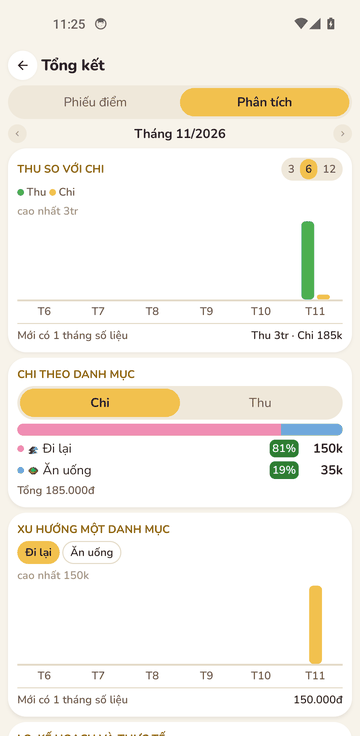 11:25
Tổng kết
Phiếu điểm
Phân tích
Tháng 11/2026
THU SO VỚI CHI
3 6 12
Thu Chi
cao nhất 3tr
T6 T7 T8 T9 T10 T11
Mới có 1 tháng số liệu Thu 3tr · Chi 185k
CHI THEO DANH MỤC
Chi Thu
Đi lại 81% 150k
Ăn uống 19% 35k
Tổng 185.000đ
XU HƯỚNG MỘT DANH MỤC
Đi lại Ăn uống
cao nhất 150k
T6 T7 T8 T9 T10 T11
Mới có 1 tháng số liệu 150.000đ